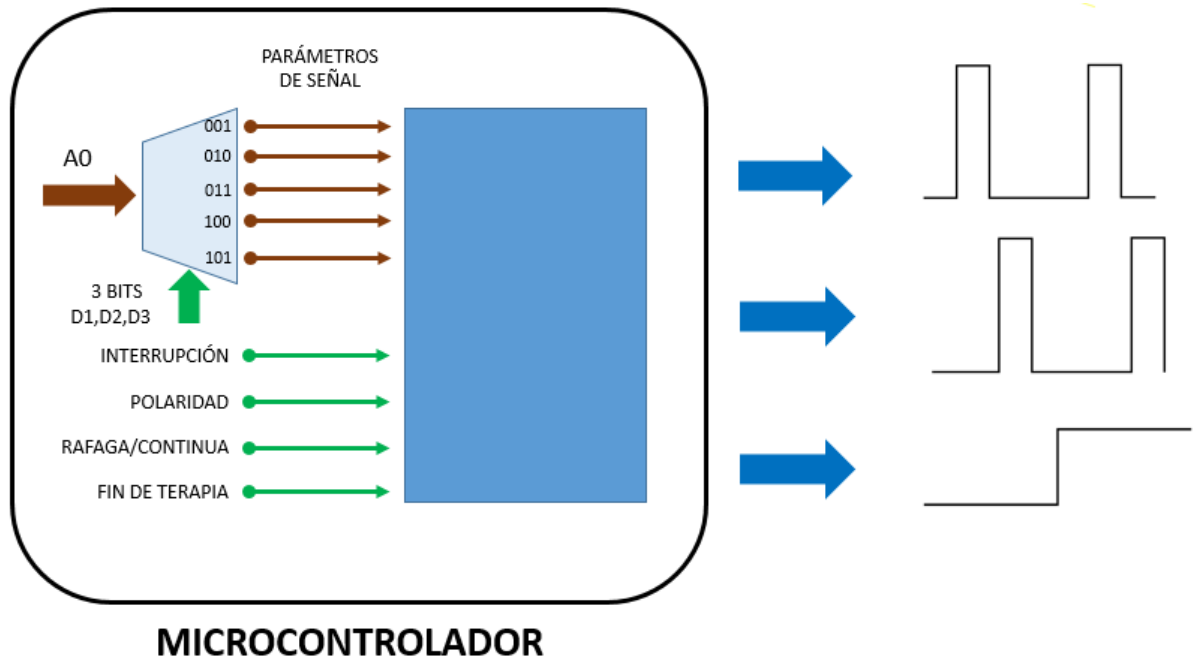 PARÁMETROS
DE SEÑAL
A0
001
010
011
100
101
3 BITS
D1,D2,D3
INTERRUPCIÓN
POLARIDAD
RAFAGA/CONTINUA
FIN DE TERAPIA
MICROCONTROLADOR